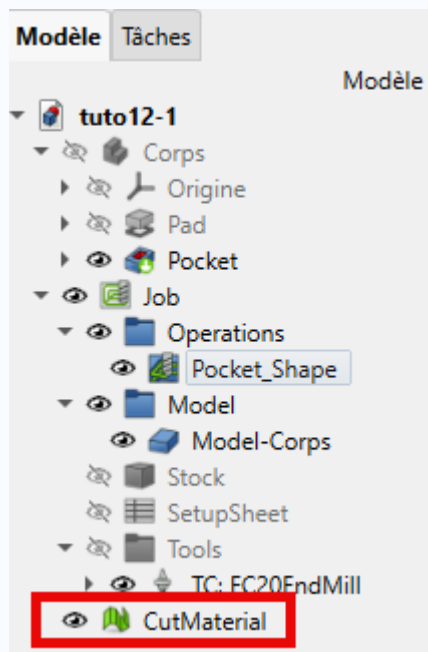 Modèle Tâches
Modèle
tuto12-1
Corps
Origine
Pad
Pocket
Job
Operations
Pocket_Shape
Model
Model-Corps
Stock
SetupSheet
Tools
TC: EC20EndMill
CutMaterial